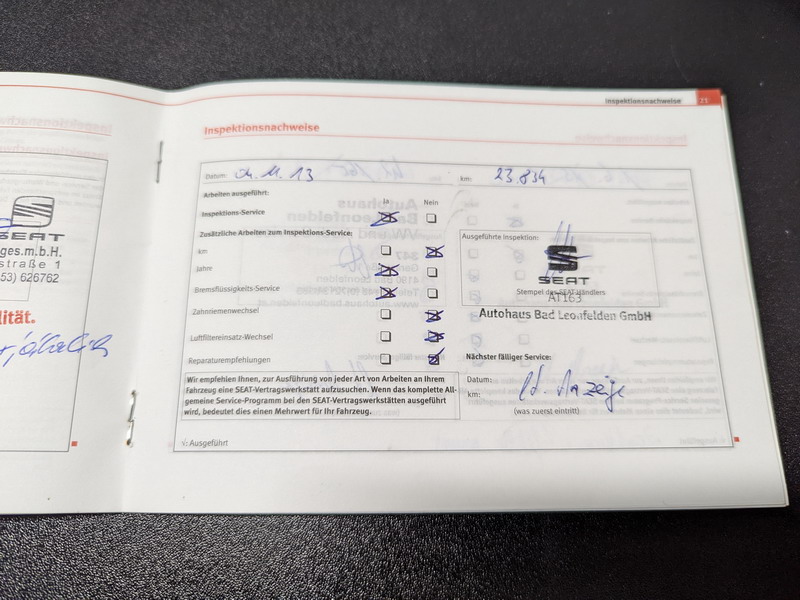 SEAT
ges.m.b.H.
straße 1
53) 626762
lität.
Inspektionsnachweise 21
Inspektionsnachweise
Datum: 04. 11. 13 km: 23.834
Arbeiten ausgeführt: Ja Nein
Inspektions-Service
Zusätzliche Arbeiten zum Inspektions-Service:
km
Jahre
Bremsflüssigkeits-Service
Zahnriemenwechsel
Luftfiltereinsatz-Wechsel
Reparaturempfehlungen
Wir empfehlen Ihnen, zur Ausführung von jeder Art von Arbeiten an Ihrem
Fahrzeug eine SEAT-Vertragswerkstatt aufzusuchen. Wenn das komplette All-
gemeine Service-Programm bei den SEAT-Vertragswerkstätten ausgeführt
wird, bedeutet dies einen Mehrwert für Ihr Fahrzeug.
√: Ausgeführt
Ausgeführte Inspektion:
SEAT
Stempel des SEAT-Händlers
AT163
Autohaus Bad Leonfelden GmbH
Nächster fälliger Service:
Datum:
km:
lt. Anzeige
(was zuerst eintritt)